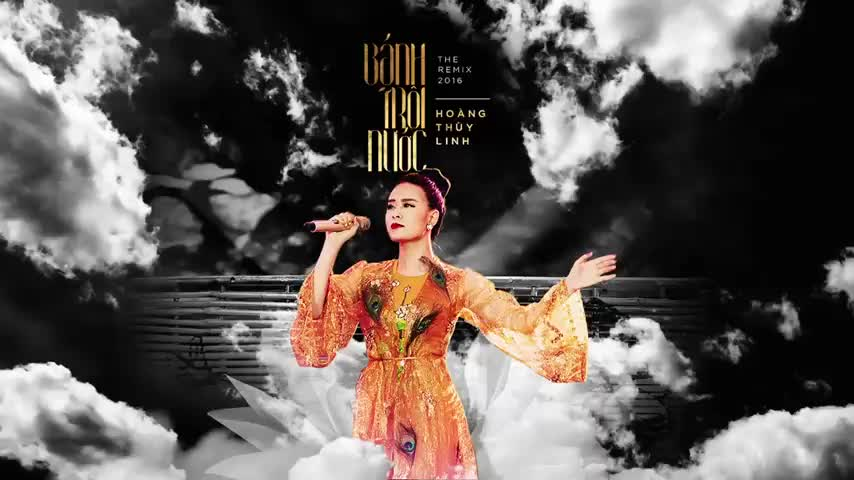 BÁNH
TRÔI
NƯỚC
THE
REMIX
2016
HOÀNG
THÙY
LINH